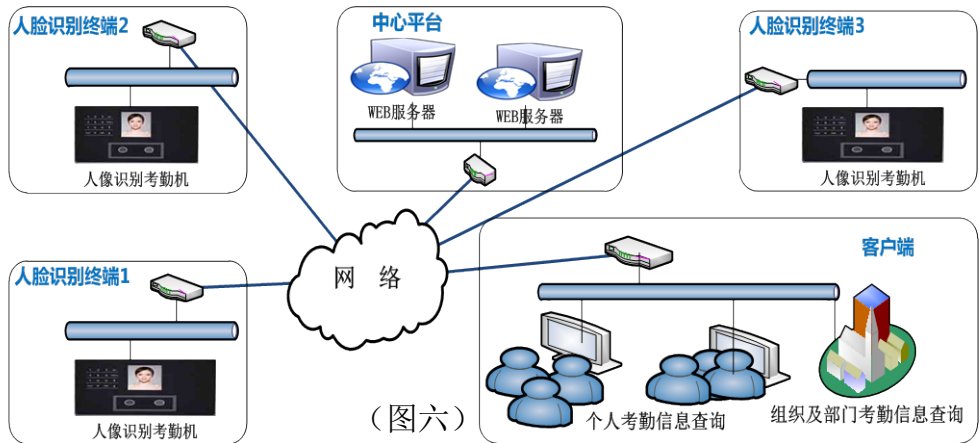 人脸识别终端2
人像识别考勤机
中心平台
WEB服务器
WEB服务器
人脸识别终端3
人像识别考勤机
网 络
人脸识别终端1
人像识别考勤机
客户端
个人考勤信息查询
组织及部门考勤信息查询
（图六）